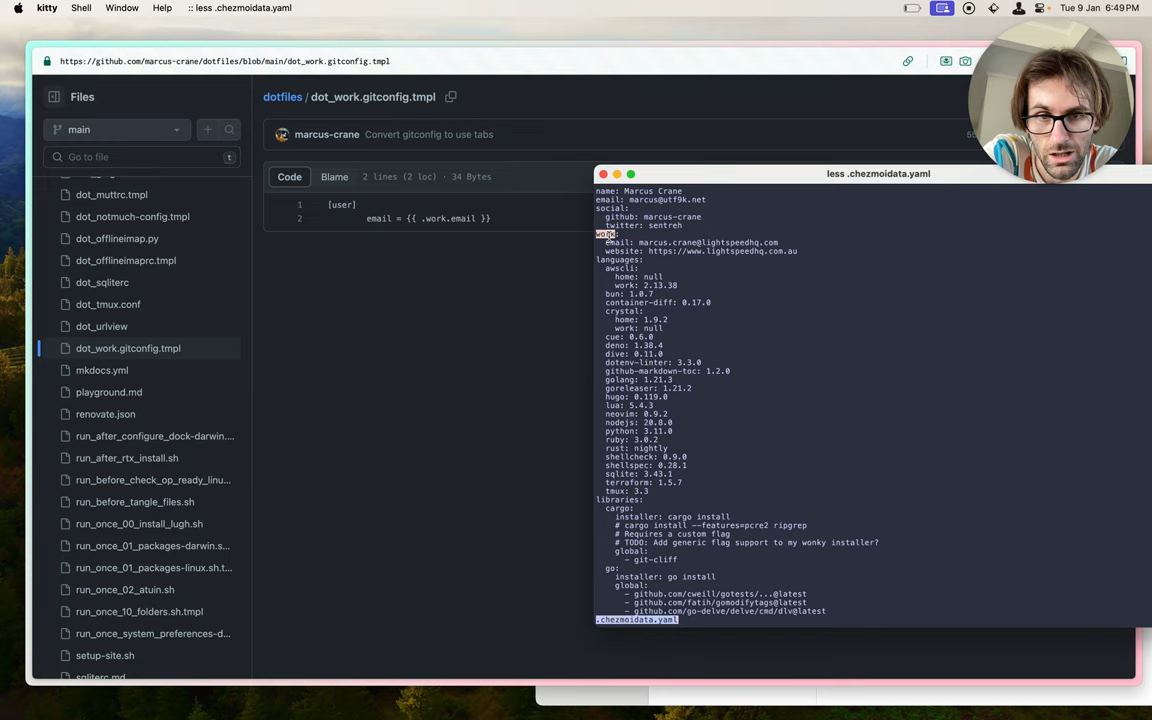 kitty Shell Window Help :: less .chezmoidata.yaml Tue 9 Jan 6:49 PM
https://github.com/marcus-crane/dotfiles/blob/main/dot_work.gitconfig.tmpl
Files
main
Go to file t
dot_muttrc.tmpl
dot_notmuch-config.tmpl
dot_offlineimap.py
dot_offlineimaprc.tmpl
dot_sqliterc
dot_tmux.conf
dot_urlview
dot_work.gitconfig.tmpl
mkdocs.yml
playground.md
renovate.json
run_after_configure_dock-darwin....
run_after_rtx_install.sh
run_before_check_op_ready_linu...
run_before_tangle_files.sh
run_once_00_install_lugh.sh
run_once_01_packages-darwin.s...
run_once_01_packages-linux.sh.t...
run_once_02_atuin.sh
run_once_10_folders.sh.tmpl
run_once_system_preferences-d...
setup-site.sh
sqliterc.md
dotfiles / dot_work.gitconfig.tmpl
marcus-crane Convert gitconfig to use tabs
Code Blame 2 lines (2 loc) · 34 Bytes
1 [user]
2 email = {{ .work.email }}
less .chezmoidata.yaml
name: Marcus Crane
email: marcus@utf9k.net
social:
github: marcus-crane
twitter: sentreh
work:
email: marcus.crane@lightspeedhq.com
website: https://www.lightspeedhq.com.au
languages:
awscli:
home: null
work: 2.13.38
bun: 1.0.7
container-diff: 0.17.0
crystal:
home: 1.9.2
work: null
cue: 0.6.0
deno: 1.38.4
dive: 0.11.0
dotenv-linter: 3.3.0
github-markdown-toc: 1.2.0
golang: 1.21.3
goreleaser: 1.21.2
hugo: 0.119.0
lua: 5.4.3
neovim: 0.9.2
nodejs: 20.8.0
python: 3.11.0
ruby: 3.0.2
rust: nightly
shellcheck: 0.9.0
shellspec: 0.28.1
sqlite: 3.43.1
terraform: 1.5.7
tmux: 3.3
libraries:
cargo:
installer: cargo install
# cargo install --features=pcre2 ripgrep
# Requires a custom flag
# TODO: Add generic flag support to my wonky installer?
global:
- git-cliff
go:
installer: go install
global:
- github.com/cweill/gotests/...@latest
- github.com/fatih/gomodifytags@latest
- github.com/go-delve/delve/cmd/dlv@latest
.chezmoidata.yaml